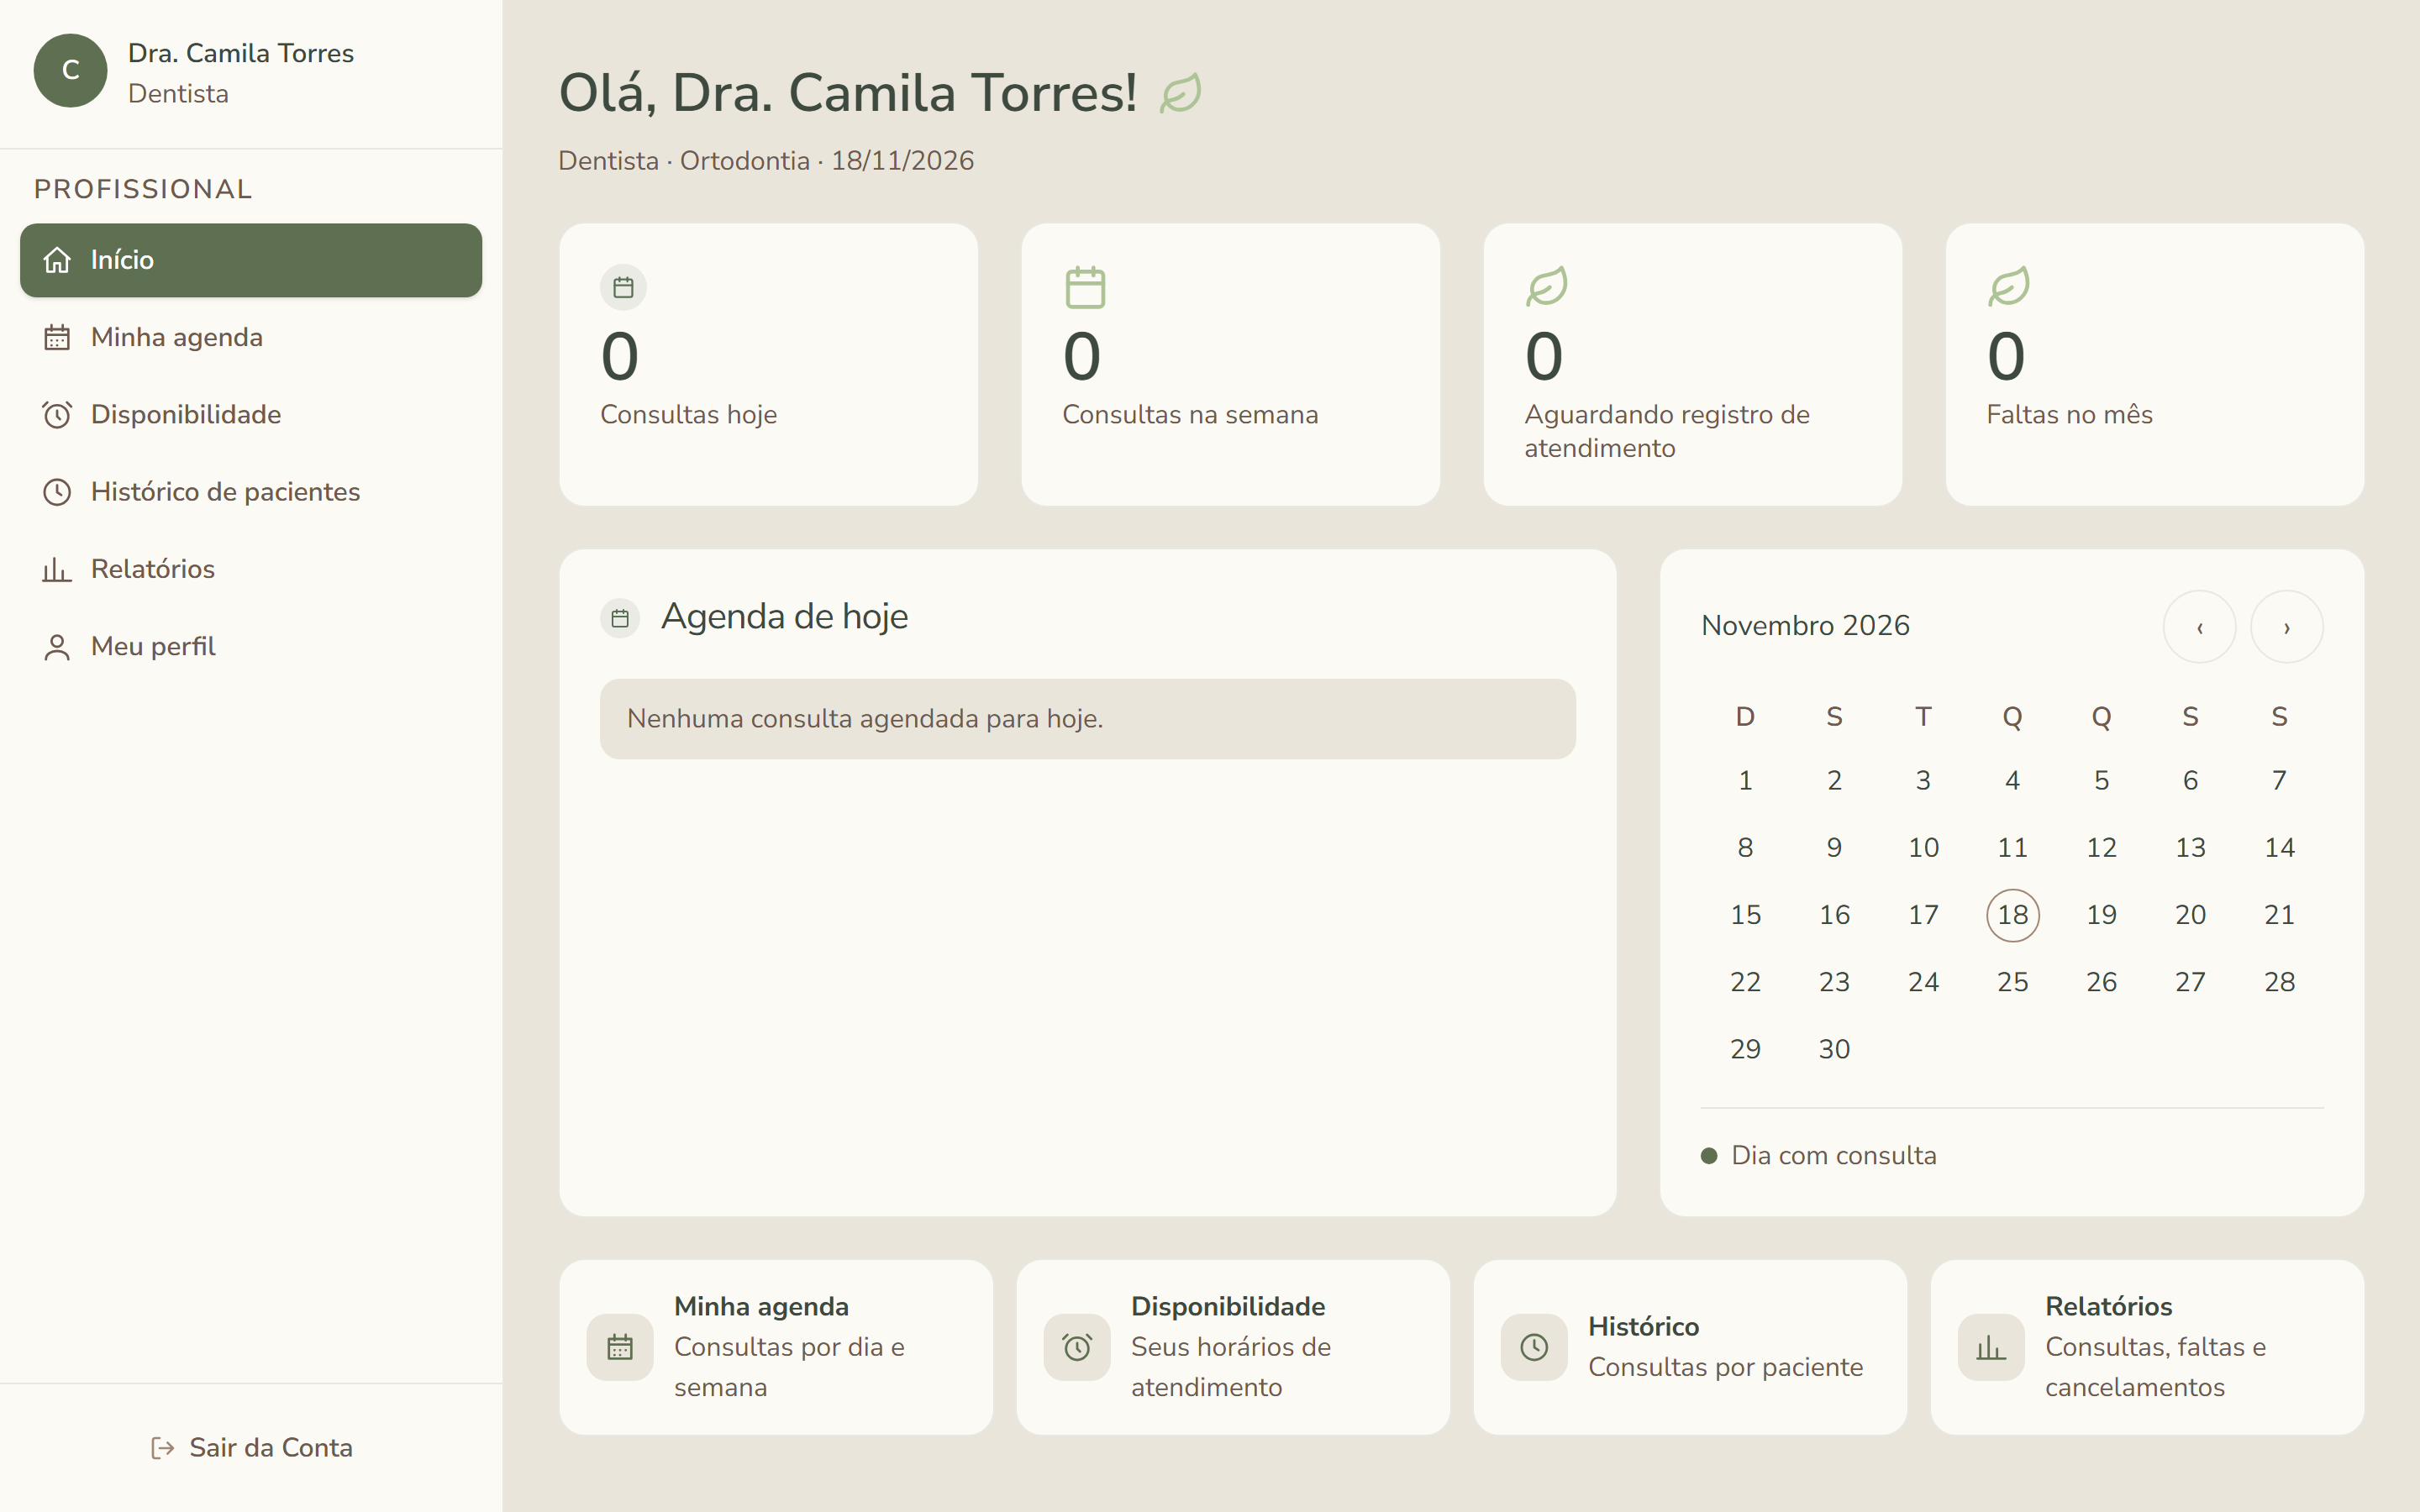 C
Dra. Camila Torres
Dentista
PROFISSIONAL
Início
Minha agenda
Disponibilidade
Histórico de pacientes
Relatórios
Meu perfil
Sair da Conta
Olá, Dra. Camila Torres!
Dentista · Ortodontia · 18/11/2026
0
Consultas hoje
0
Consultas na semana
0
Aguardando registro de
atendimento
0
Faltas no mês
Agenda de hoje
Nenhuma consulta agendada para hoje.
Novembro 2026
‹ ›
D S T Q Q S S
1 2 3 4 5 6 7
8 9 10 11 12 13 14
15 16 17 18 19 20 21
22 23 24 25 26 27 28
29 30
Dia com consulta
Minha agenda
Consultas por dia e
semana
Disponibilidade
Seus horários de
atendimento
Histórico
Consultas por paciente
Relatórios
Consultas, faltas e
cancelamentos